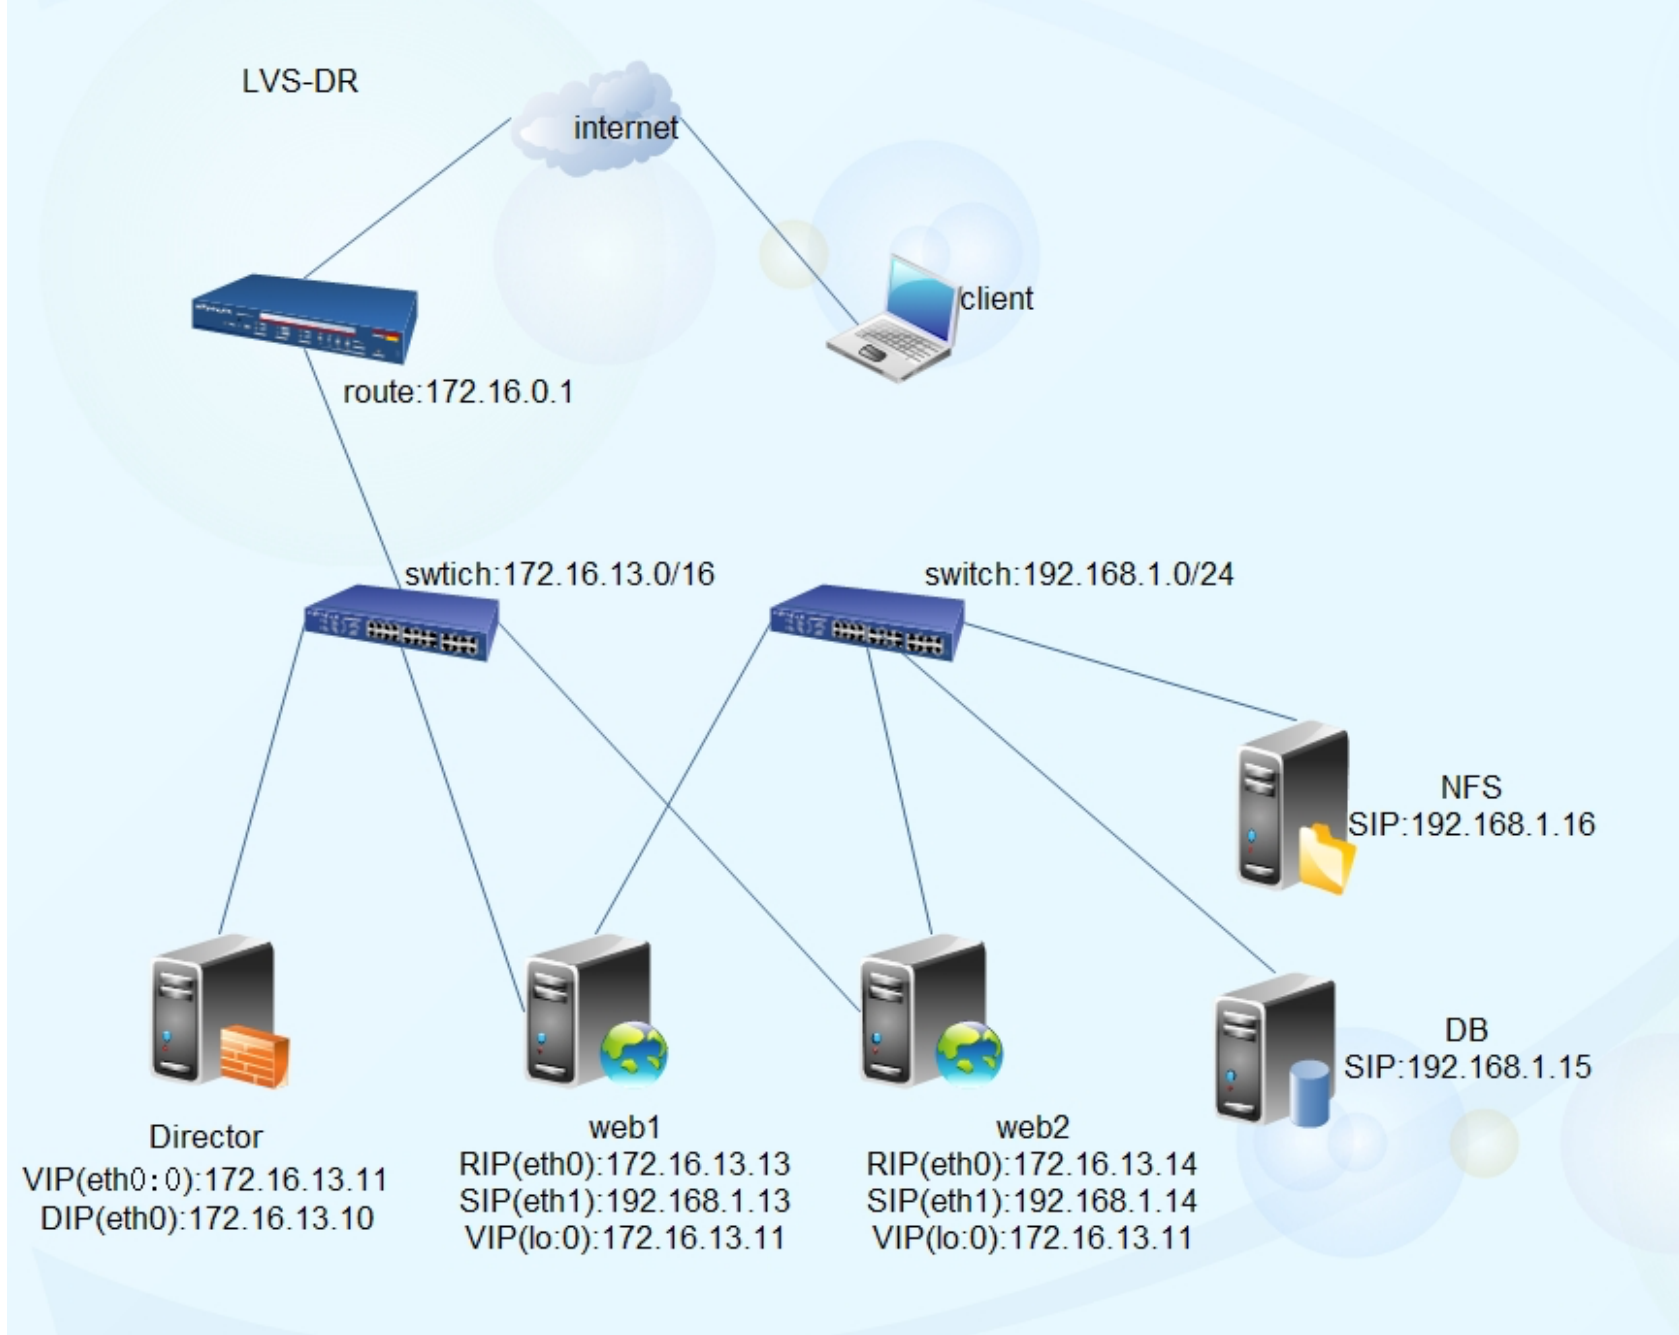 LVS-DR
internet
client
route:172.16.0.1
swtich:172.16.13.0/16
switch:192.168.1.0/24
NFS
SIP:192.168.1.16
DB
SIP:192.168.1.15
Director
VIP(eth0:0):172.16.13.11
DIP(eth0):172.16.13.10
web1
RIP(eth0):172.16.13.13
SIP(eth1):192.168.1.13
VIP(lo:0):172.16.13.11
web2
RIP(eth0):172.16.13.14
SIP(eth1):192.168.1.14
VIP(lo:0):172.16.13.11